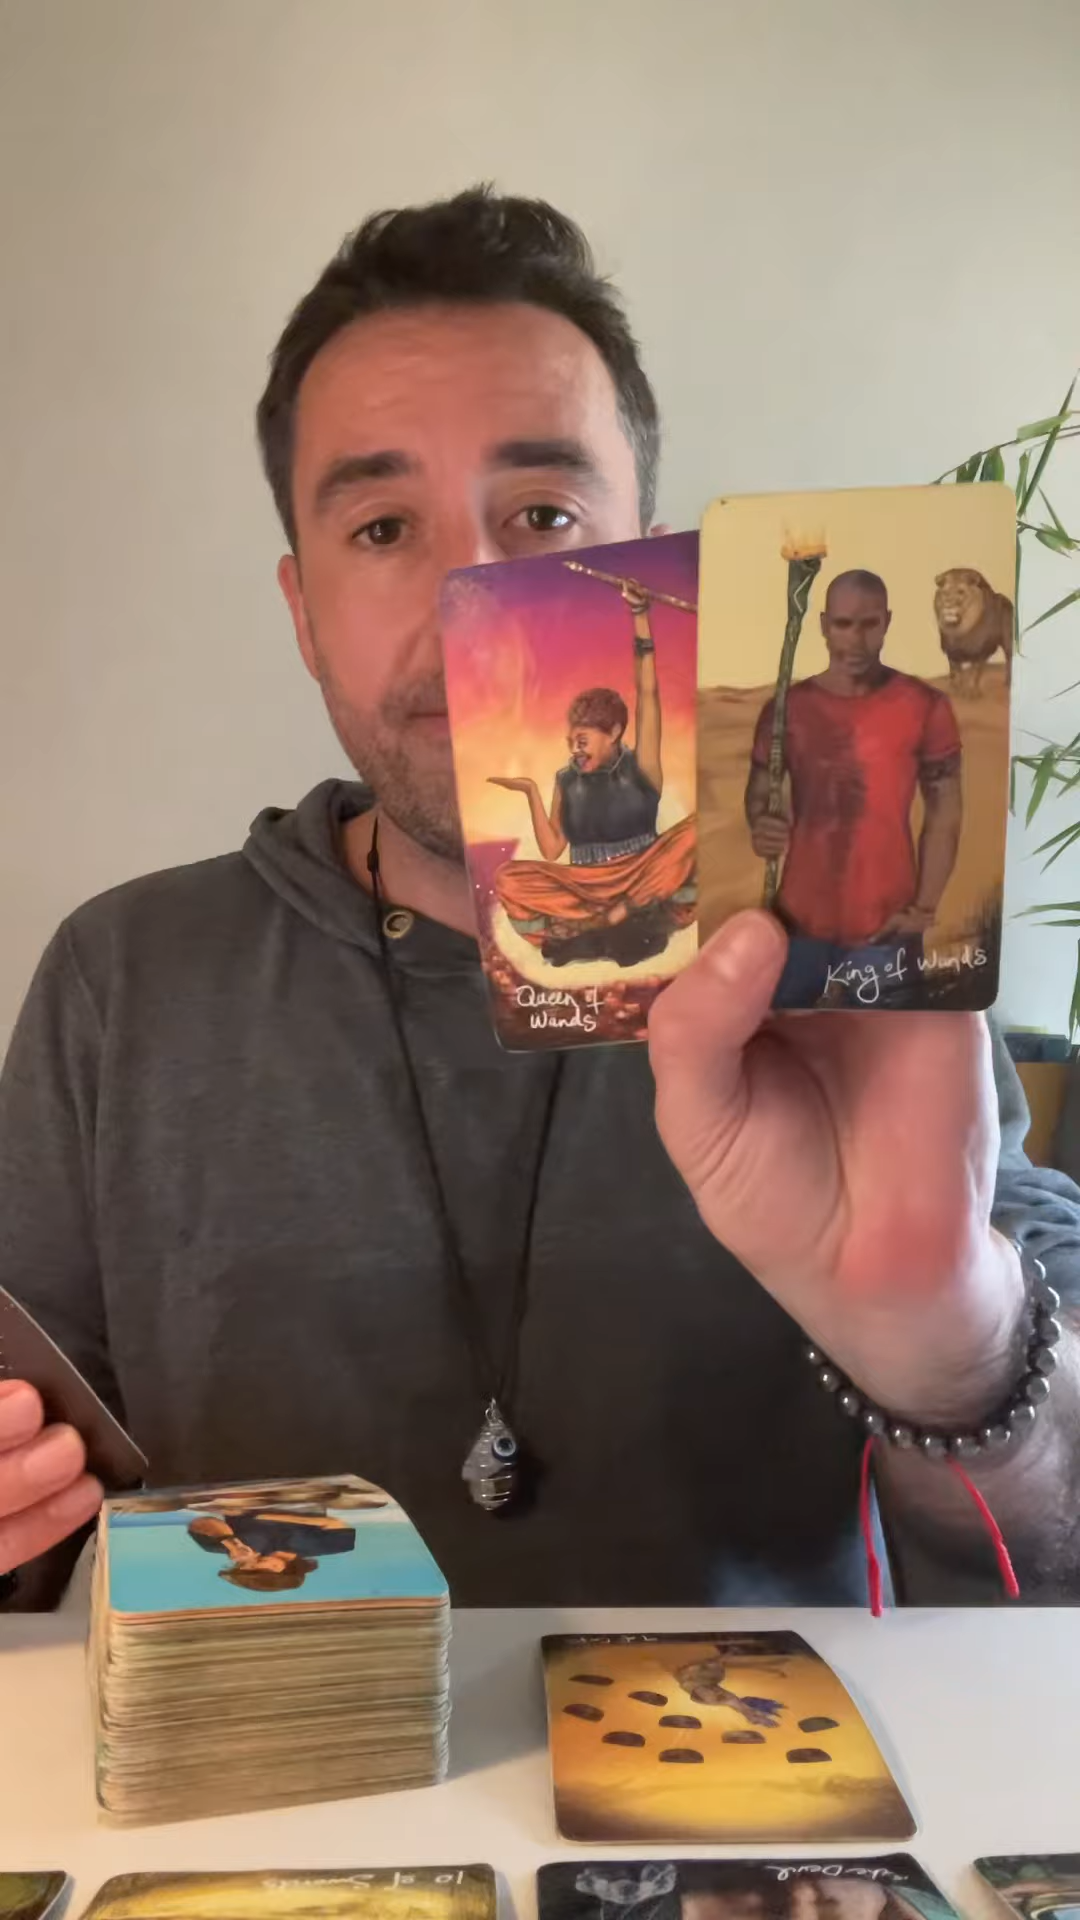 Queen of
Wands
King of Wands
10 of Swords
The Devil